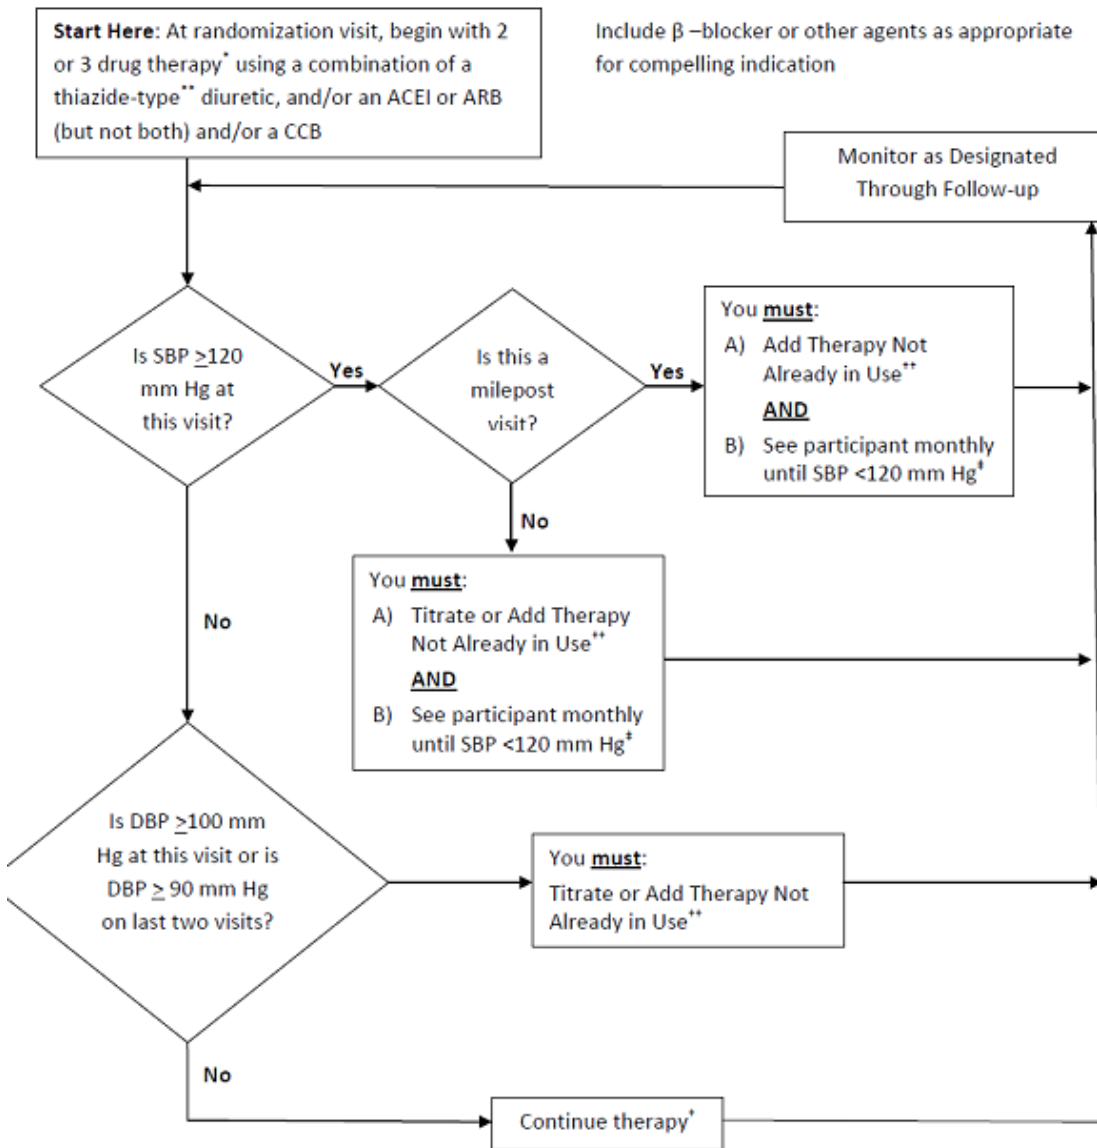 Start Here: At randomization visit, begin with 2
or 3 drug therapy* using a combination of a
thiazide-type** diuretic, and/or an ACEI or ARB
(but not both) and/or a CCB
Include β –blocker or other agents as appropriate
for compelling indication
Monitor as Designated
Through Follow-up
Is SBP ≥120
mm Hg at
this visit?
Yes
Is this a
milepost
visit?
Yes
You must:
A) Add Therapy Not
Already in Use††
AND
B) See participant monthly
until SBP <120 mm Hg‡
No
You must:
A) Titrate or Add Therapy
Not Already in Use††
AND
B) See participant monthly
until SBP <120 mm Hg‡
No
Is DBP ≥100 mm
Hg at this visit or is
DBP ≥ 90 mm Hg
on last two visits?
You must:
Titrate or Add Therapy Not
Already in Use††
No
Continue therapy†